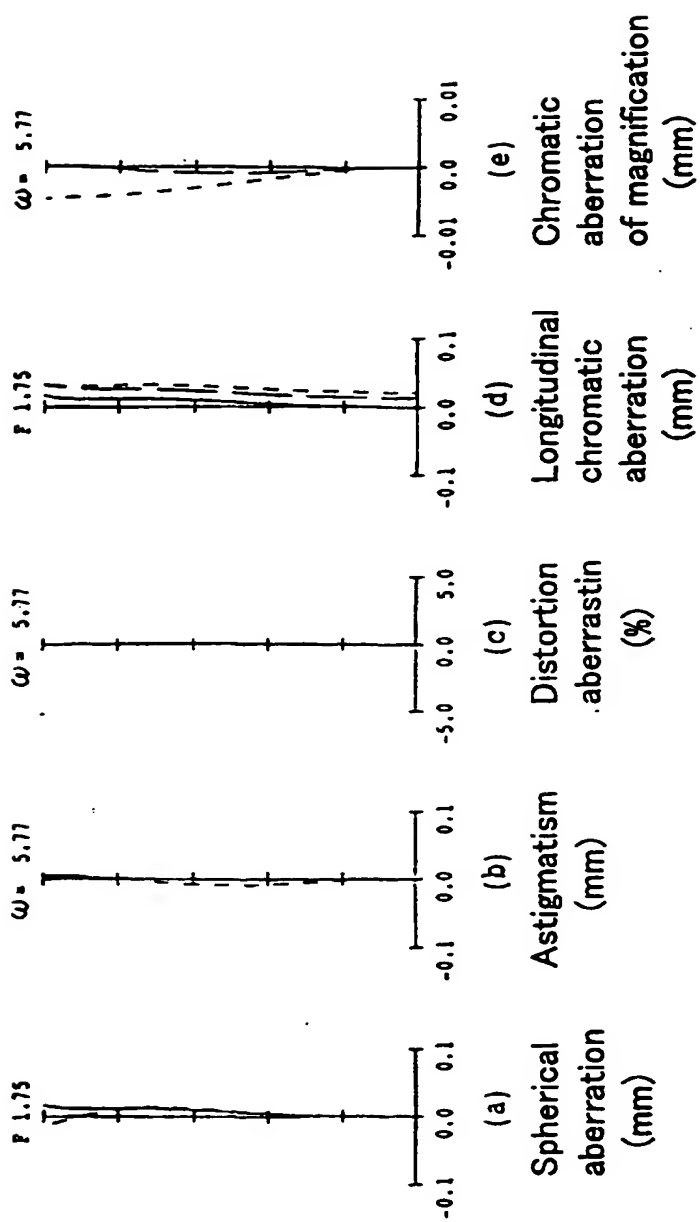 F 1.75
-0.1 0.0 0.1
(a)
Spherical
aberration
(mm)
ω= 5.77
-0.1 0.0 0.1
(b)
Astigmatism
(mm)
ω= 5.77
-5.0 0.0 5.0
(c)
Distortion
aberrastin
(%)
F 1.75
-0.1 0.0 0.1
(d)
Longitudinal
chromatic
aberration
(mm)
ω= 5.77
-0.01 0.0 0.01
(e)
Chromatic
aberration
of magnification
(mm)